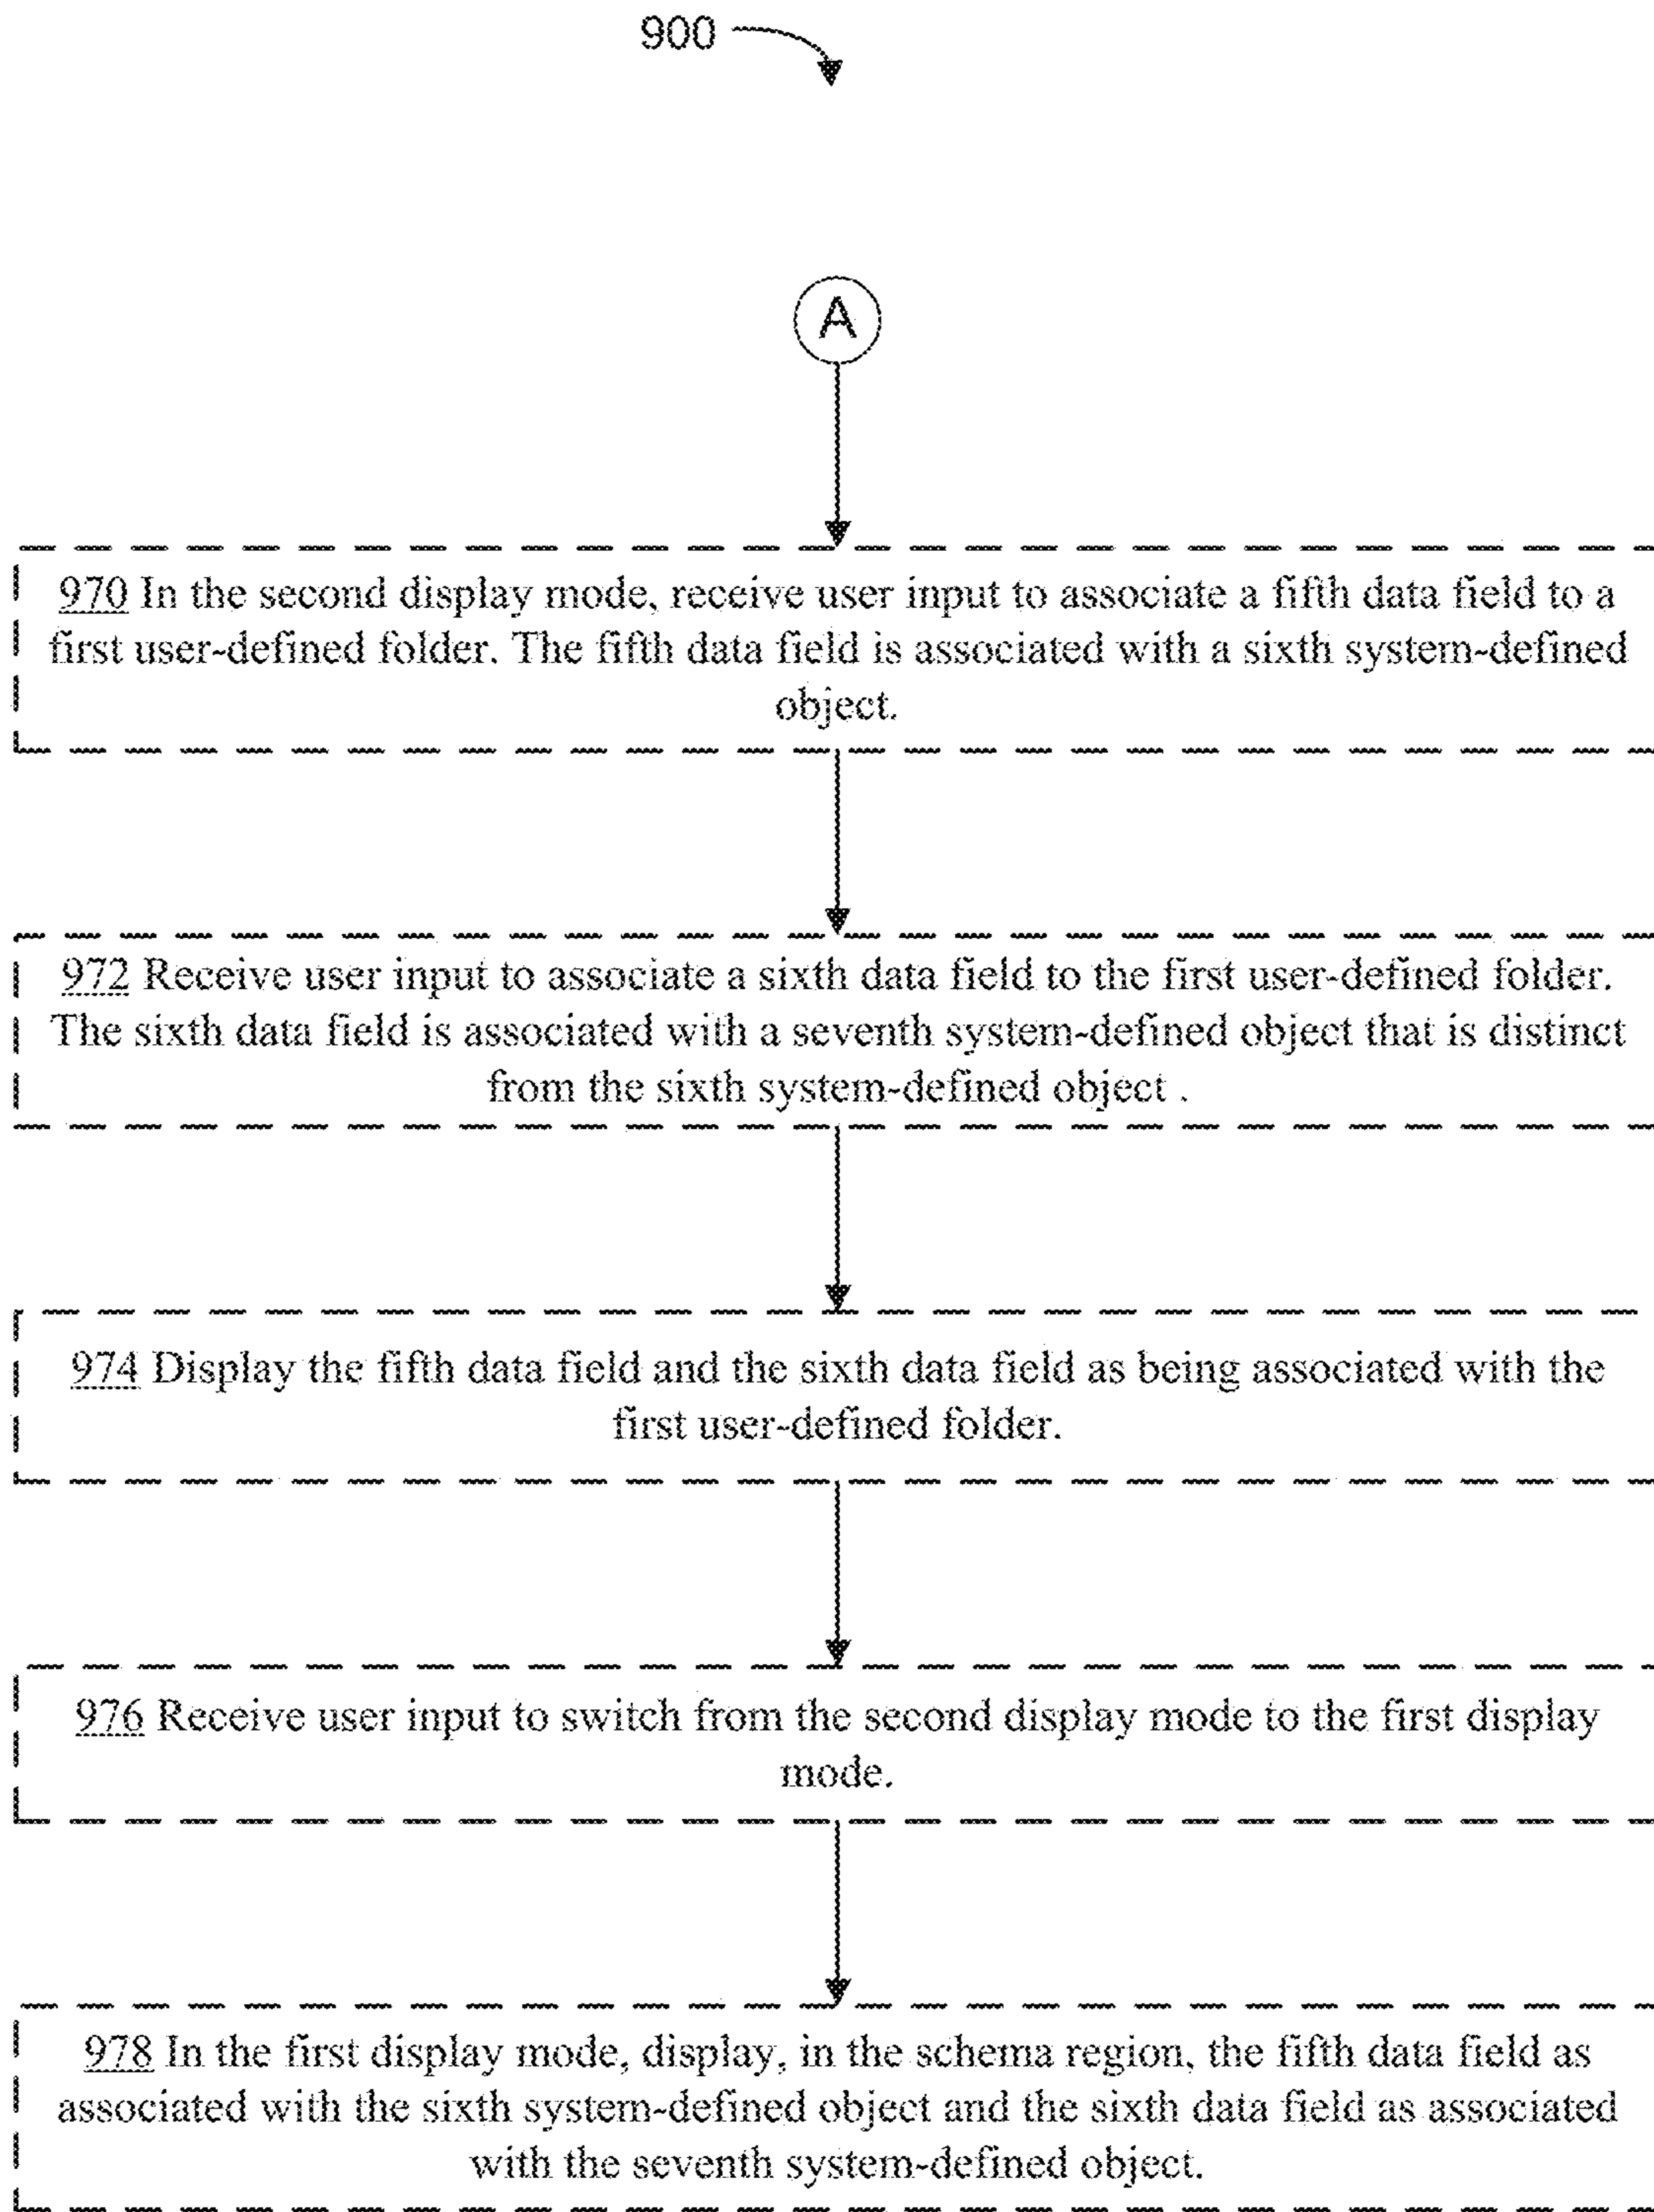 900
A
970 In the second display mode, receive user input to associate a fifth data field to a
first user-defined folder. The fifth data field is associated with a sixth system-defined
object.
972 Receive user input to associate a sixth data field to the first user-defined folder.
The sixth data field is associated with a seventh system-defined object that is distinct
from the sixth system-defined object .
974 Display the fifth data field and the sixth data field as being associated with the
first user-defined folder.
976 Receive user input to switch from the second display mode to the first display
mode.
978 In the first display mode, display, in the schema region, the fifth data field as
associated with the sixth system-defined object and the sixth data field as associated
with the seventh system-defined object.